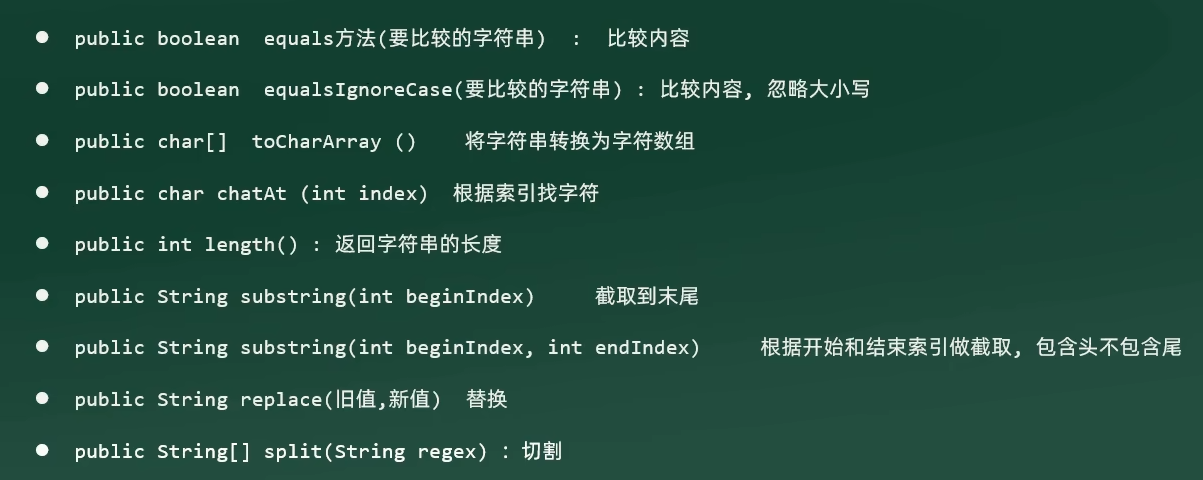 ● public boolean  equals方法(要比较的字符串)  :  比较内容
● public boolean  equalsIgnoreCase(要比较的字符串) : 比较内容, 忽略大小写
● public char[]  toCharArray ()    将字符串转换为字符数组
● public char chatAt (int index)  根据索引找字符
● public int length() : 返回字符串的长度
● public String substring(int beginIndex)     截取到末尾
● public String substring(int beginIndex, int endIndex)     根据开始和结束索引做截取, 包含头不包含尾
● public String replace(旧值,新值)  替换
● public String[] split(String regex) : 切割